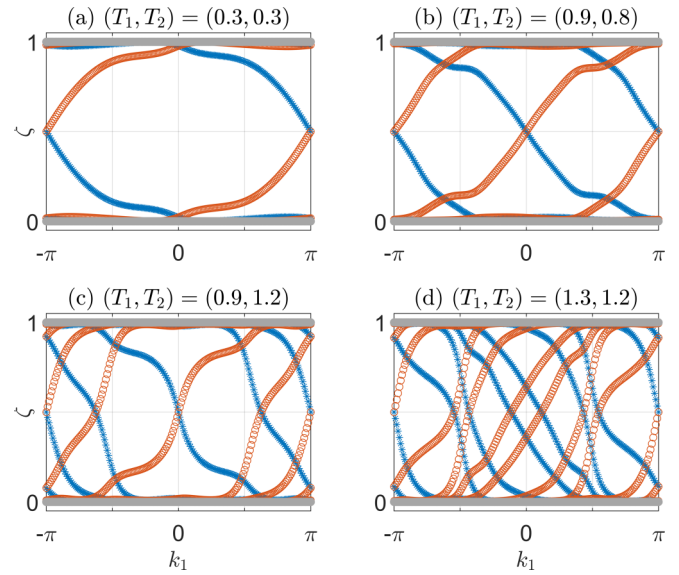 (a) (T₁, T₂) = (0.3, 0.3)
(b) (T₁, T₂) = (0.9, 0.8)
1
1
ζ
0
0
-π 0 π
-π 0 π
(c) (T₁, T₂) = (0.9, 1.2)
(d) (T₁, T₂) = (1.3, 1.2)
1
1
ζ
0
0
-π 0 π
-π 0 π
k₁
k₁